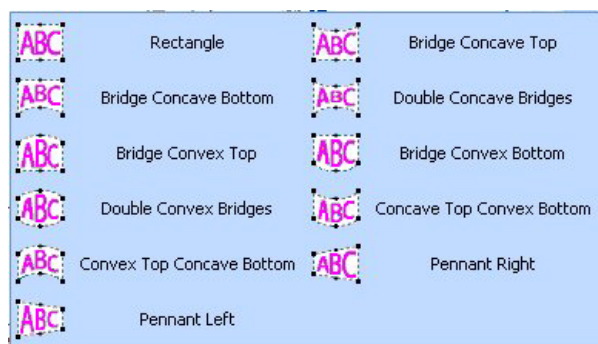 ABC Rectangle
ABC Bridge Concave Top
ABC Bridge Concave Bottom
ABC Double Concave Bridges
ABC Bridge Convex Top
ABC Bridge Convex Bottom
ABC Double Convex Bridges
ABC Concave Top Convex Bottom
ABC Convex Top Concave Bottom
ABC Pennant Right
ABC Pennant Left